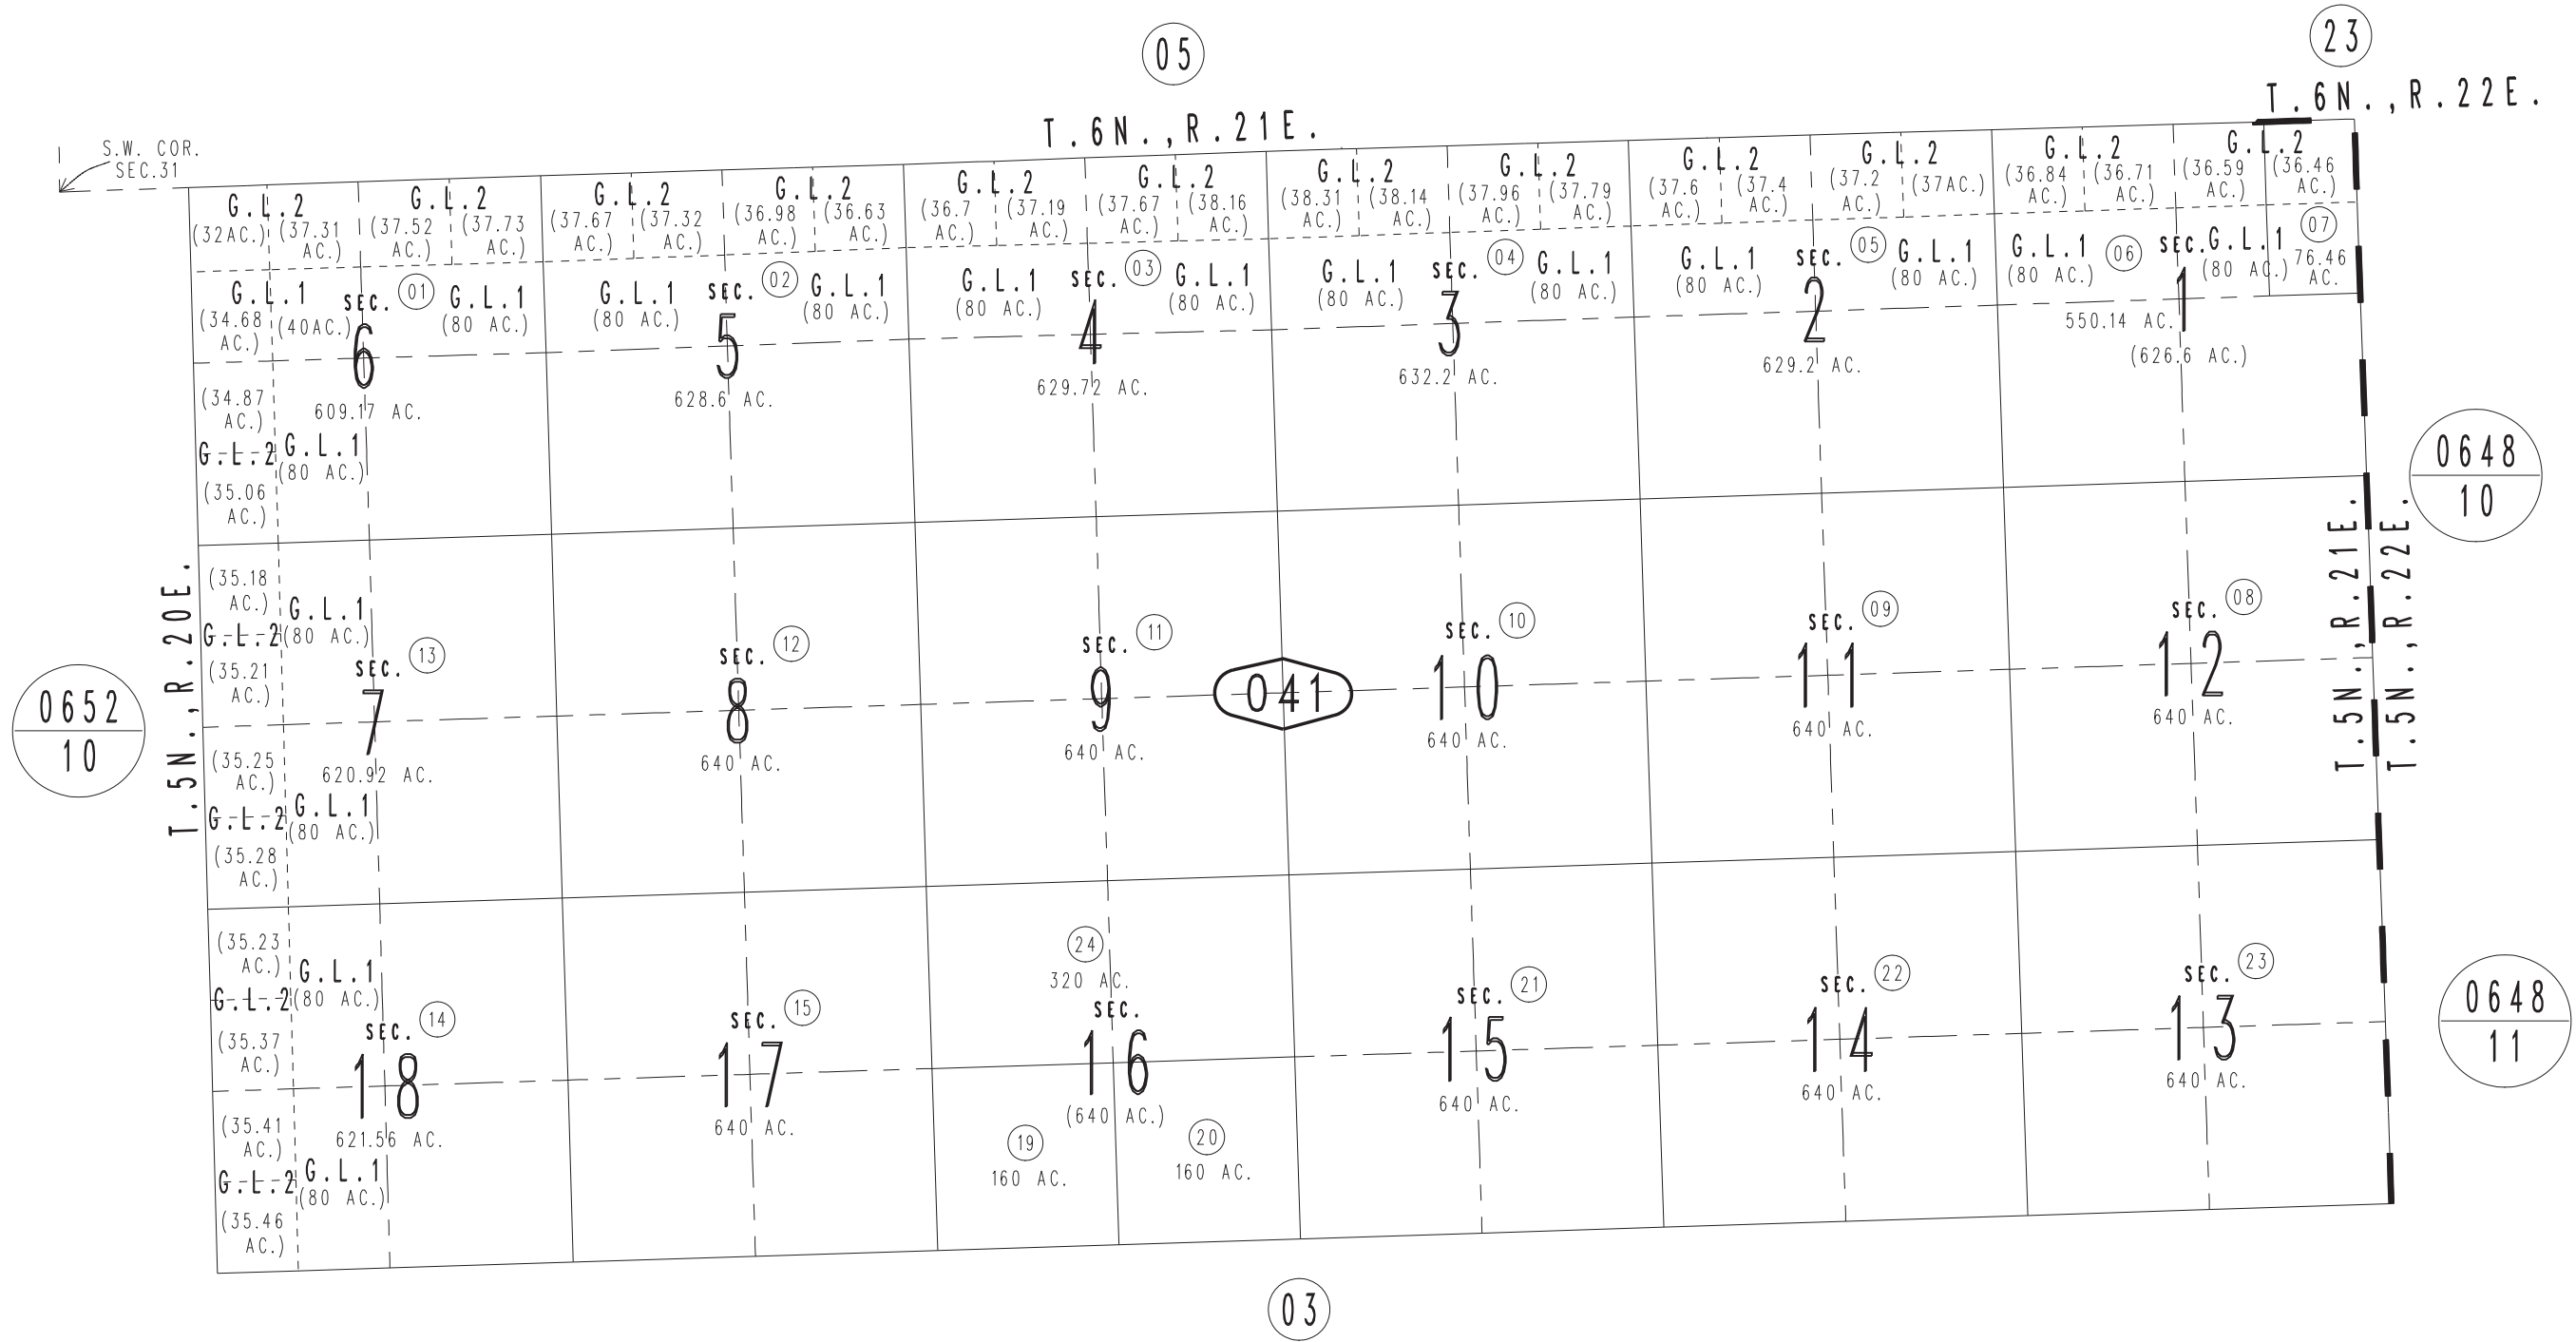 23
05
T.6N.,R.22E.
T.6N.,R.21E.
S.W. COR.
SEC.31
G.L.2
(32AC.)
(37.31
AC.)
G.L.2
(37.52
AC.)
(37.73
AC.)
G.L.2
(37.67
AC.)
(37.32
AC.)
G.L.2
(36.98
AC.)
(36.63
AC.)
G.L.2
(36.7
AC.)
(37.19
AC.)
G.L.2
(37.67
AC.)
(38.16
AC.)
G.L.2
(38.31
AC.)
(38.14
AC.)
G.L.2
(37.96
AC.)
(37.79
AC.)
G.L.2
(37.6
AC.)
(37.4
AC.)
G.L.2
(37.2
AC.)
(37AC.)
G.L.2
(36.84
AC.)
(36.71
AC.)
G.L.2
(36.59
AC.)
(36.46
AC.)
G.L.1
(34.68
AC.)
(40AC.)
SEC. 01
6
609.17 AC.
G.L.1
(80 AC.)
G.L.1
(80 AC.)
SEC. 02
5
628.6 AC.
G.L.1
(80 AC.)
G.L.1
(80 AC.)
SEC. 03
4
629.72 AC.
G.L.1
(80 AC.)
G.L.1
(80 AC.)
SEC. 04
3
632.2 AC.
G.L.1
(80 AC.)
G.L.1
(80 AC.)
SEC. 05
2
629.2 AC.
G.L.1
(80 AC.)
G.L.1
(80 AC.)
06
SEC.
1
550.14 AC.
(626.6 AC.)
G.L.1
(80 AC.)
07
76.46
AC.
(34.87
AC.)
G.L.2
(35.06
AC.)
G.L.1
(80 AC.)
0648
10
T.5N.,R.20E.
0652
10
(35.18
AC.)
G.L.2
(35.21
AC.)
G.L.1
(80 AC.)
SEC. 13
7
620.92 AC.
(35.25
AC.)
G.L.2
(35.28
AC.)
G.L.1
(80 AC.)
SEC. 12
8
640 AC.
SEC. 11
9
640 AC.
041
SEC. 10
10
640 AC.
SEC. 09
11
640 AC.
SEC. 08
12
640 AC.
T.5N.,R.21E.
T.5N.,R.22E.
(35.23
AC.)
G.L.2
(35.37
AC.)
G.L.1
(80 AC.)
SEC. 14
18
621.56 AC.
(35.41
AC.)
G.L.2
(35.46
AC.)
G.L.1
(80 AC.)
SEC. 15
17
640 AC.
24
320 AC.
SEC.
16
(640 AC.)
19
160 AC.
20
160 AC.
SEC. 21
15
640 AC.
SEC. 22
14
640 AC.
SEC. 23
13
640 AC.
0648
11
03